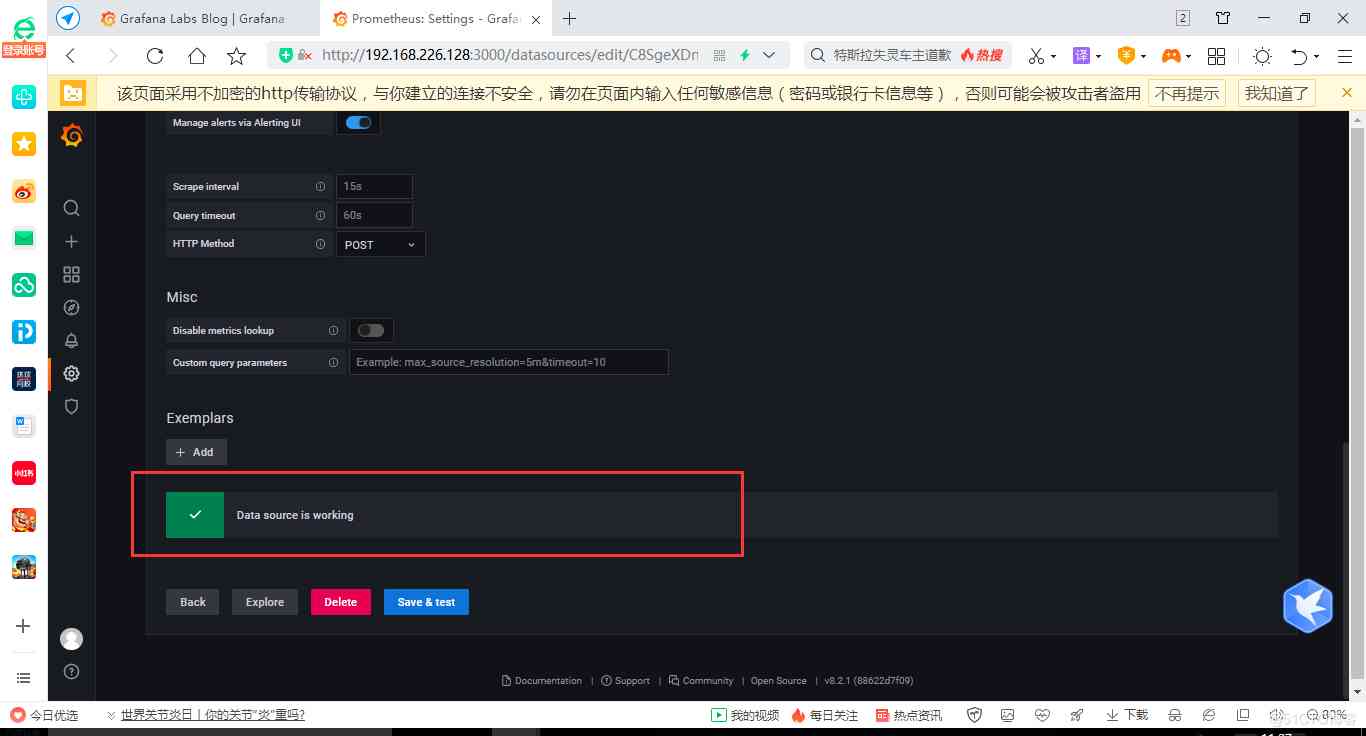 Grafana Labs Blog | Grafana
Prometheus: Settings - Grafa
2
登录账号
http://192.168.226.128:3000/datasources/edit/C8SgeXDn
特斯拉失灵车主道歉
热搜
译
该页面采用不加密的http传输协议，与你建立的连接不安全，请勿在页面内输入任何敏感信息（密码或银行卡信息等），否则可能会被攻击者盗用
不再提示
我知道了
Manage alerts via Alerting UI
Scrape interval
15s
Query timeout
60s
HTTP Method
POST
Misc
Disable metrics lookup
Custom query parameters
Example: max_source_resolution=5m&timeout=10
Exemplars
Add
Data source is working
Back
Explore
Delete
Save & test
Documentation | Support | Community | Open Source | v8.2.1 (88622d7f09)
小红书
今日优选
世界关节炎日丨你的关节“炎”重吗?
我的视频
每日关注
热点资讯
下载
80%